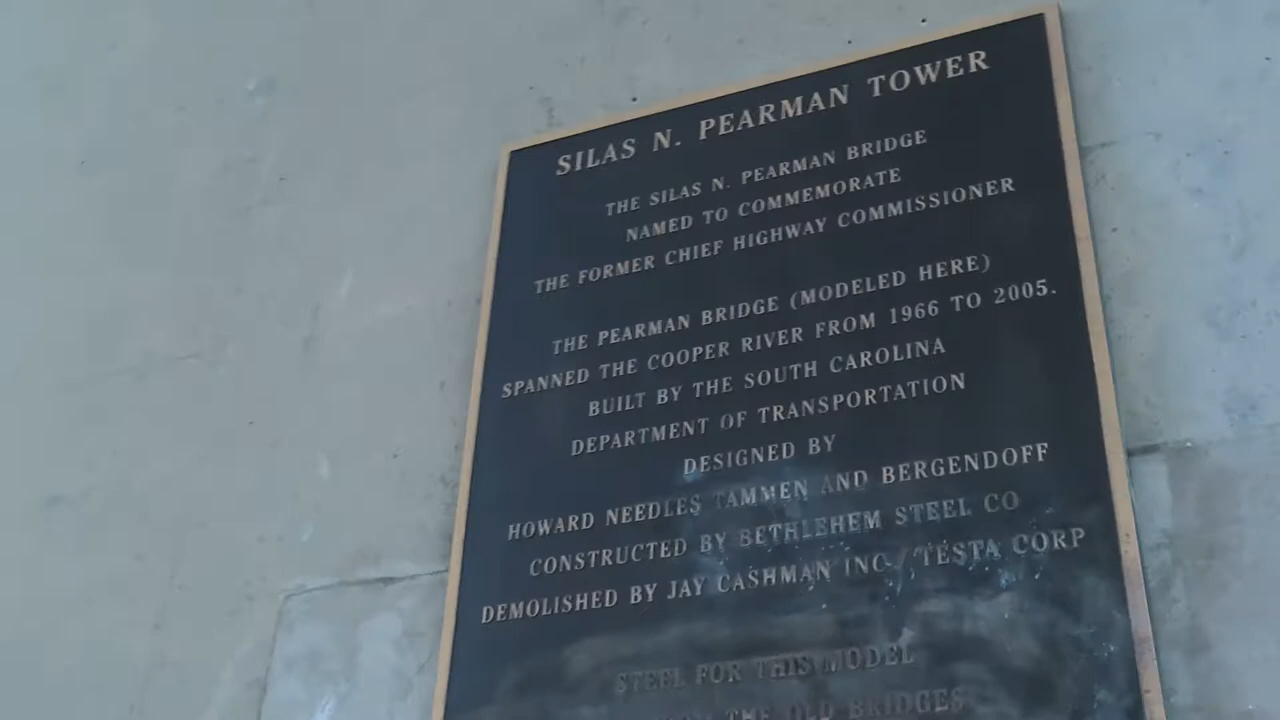 SILAS N. PEARMAN TOWER
THE SILAS N. PEARMAN BRIDGE
NAMED TO COMMEMORATE
THE FORMER CHIEF HIGHWAY COMMISSIONER
THE PEARMAN BRIDGE (MODELED HERE)
SPANNED THE COOPER RIVER FROM 1966 TO 2005.
BUILT BY THE SOUTH CAROLINA
DEPARTMENT OF TRANSPORTATION
DESIGNED BY
HOWARD NEEDLES TAMMEN AND BERGENDOFF
CONSTRUCTED BY BETHLEHEM STEEL CO
DEMOLISHED BY JAY CASHMAN INC / TESTA CORP
STEEL FOR THIS MODEL
THE OLD BRIDGES